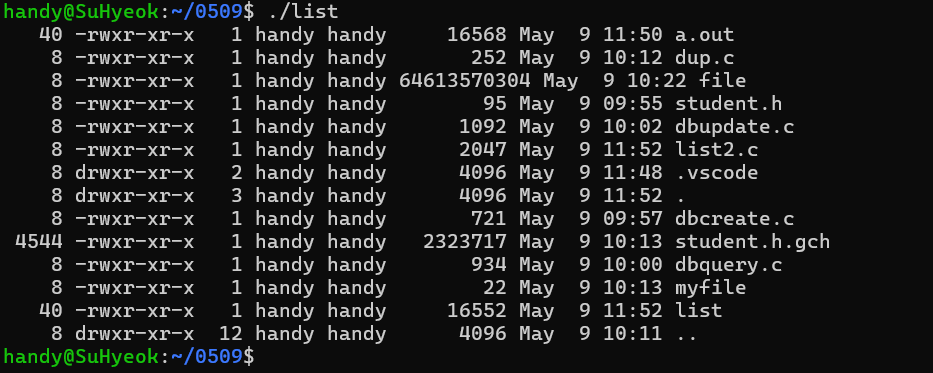 handy@SuHyeok:~/0509$ ./list
   40 -rwxr-xr-x   1 handy handy     16568 May  9 11:50 a.out
    8 -rwxr-xr-x   1 handy handy       252 May  9 10:12 dup.c
    8 -rwxr-xr-x   1 handy handy 64613570304 May  9 10:22 file
    8 -rwxr-xr-x   1 handy handy        95 May  9 09:55 student.h
    8 -rwxr-xr-x   1 handy handy      1092 May  9 10:02 dbupdate.c
    8 -rwxr-xr-x   1 handy handy      2047 May  9 11:52 list2.c
    8 drwxr-xr-x   2 handy handy      4096 May  9 11:48 .vscode
    8 drwxr-xr-x   3 handy handy      4096 May  9 11:52 .
    8 -rwxr-xr-x   1 handy handy       721 May  9 09:57 dbcreate.c
 4544 -rwxr-xr-x   1 handy handy   2323717 May  9 10:13 student.h.gch
    8 -rwxr-xr-x   1 handy handy       934 May  9 10:00 dbquery.c
    8 -rwxr-xr-x   1 handy handy        22 May  9 10:13 myfile
   40 -rwxr-xr-x   1 handy handy     16552 May  9 11:52 list
    8 drwxr-xr-x  12 handy handy      4096 May  9 10:11 ..
handy@SuHyeok:~/0509$